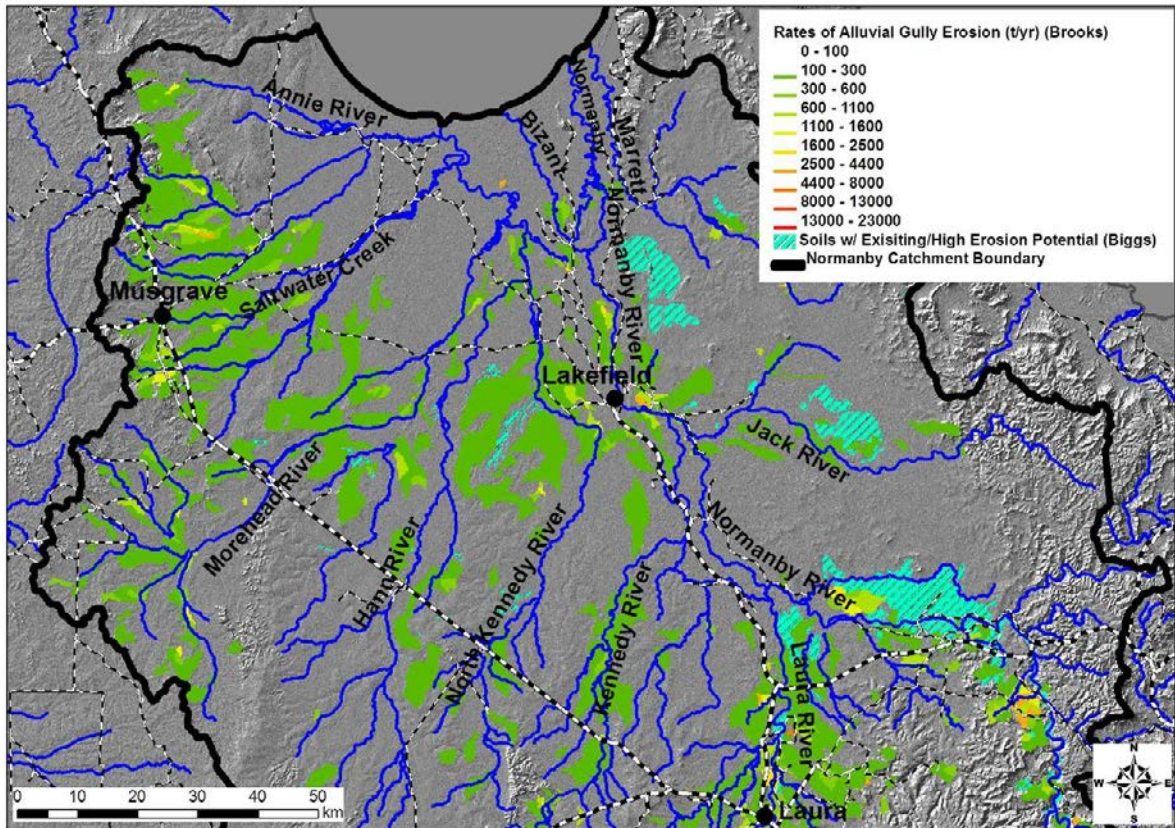 Rates of Alluvial Gully Erosion (t/yr) (Brooks)
0 - 100
100 - 300
300 - 600
600 - 1100
1100 - 1600
1600 - 2500
2500 - 4400
4400 - 8000
8000 - 13000
13000 - 23000
Soils w/ Exisiting/High Erosion Potential (Biggs)
Normanby Catchment Boundary
Annie River
Bizant
Normanby
Marrett
Normanby River
Saltwater Creek
Musgrave
Lakefield
Jack River
Morehead River
Hann River
North Kennedy River
Kennedy River
Normanby River
Laura River
Laura
0 10 20 30 40 50
km
N
W E
S